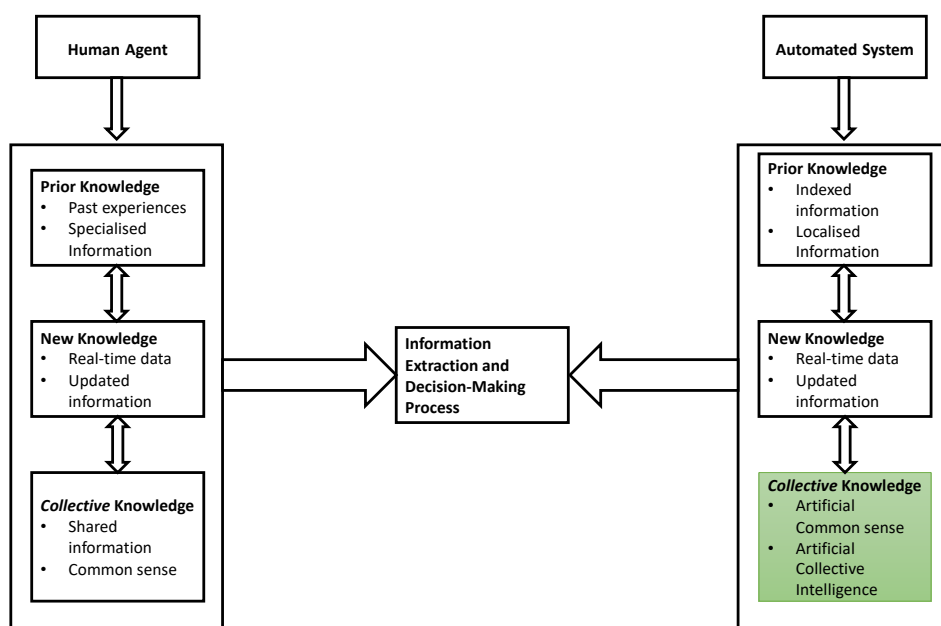 Human Agent
Prior Knowledge
• Past experiences
• Specialised
Information
New Knowledge
• Real-time data
• Updated
information
Collective Knowledge
• Shared
information
• Common sense
Information
Extraction and
Decision-Making
Process
Automated System
Prior Knowledge
• Indexed
information
• Localised
Information
New Knowledge
• Real-time data
• Updated
information
Collective Knowledge
• Artificial
Common sense
• Artificial
Collective
Intelligence